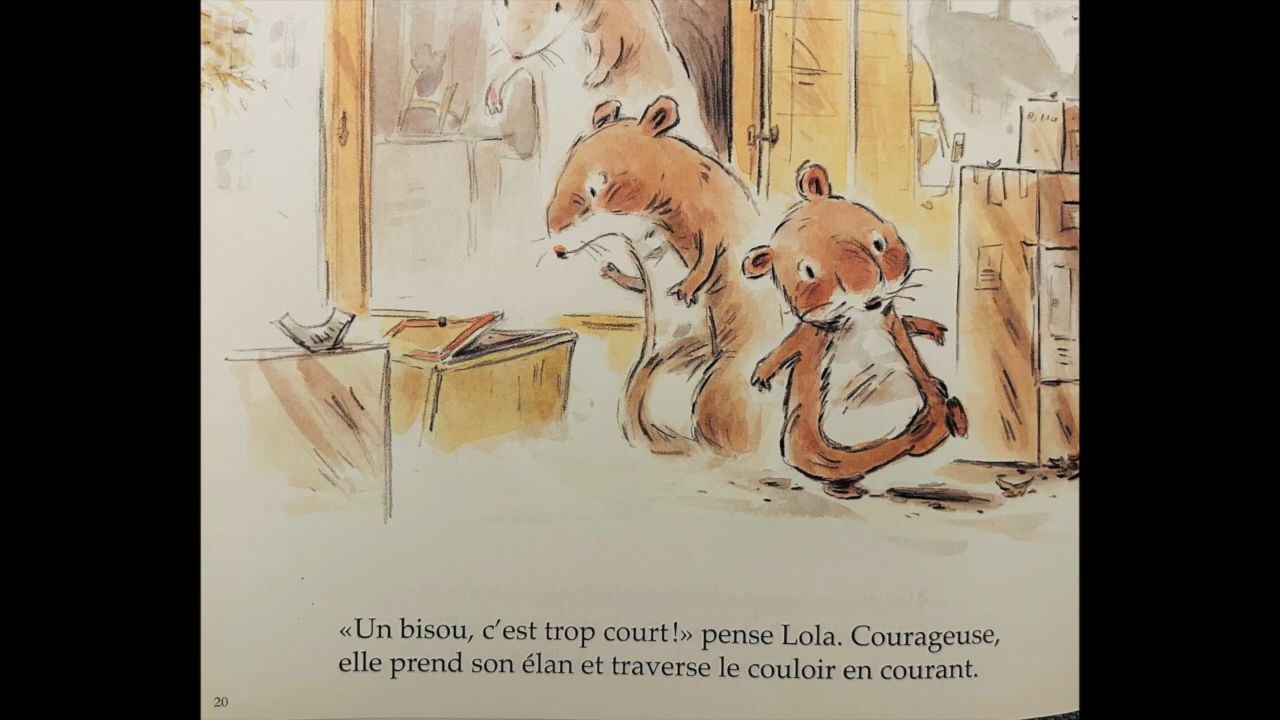 «Un bisou, c'est trop court!» pense Lola. Courageuse,
elle prend son élan et traverse le couloir en courant.
20